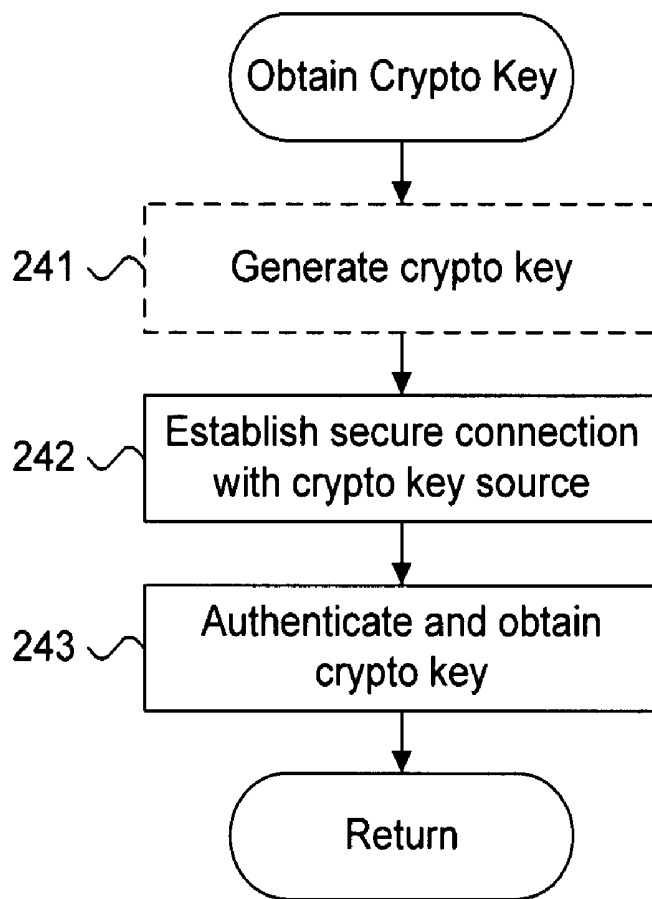 Obtain Crypto Key
241
Generate crypto key
242
Establish secure connection
with crypto key source
243
Authenticate and obtain
crypto key
Return